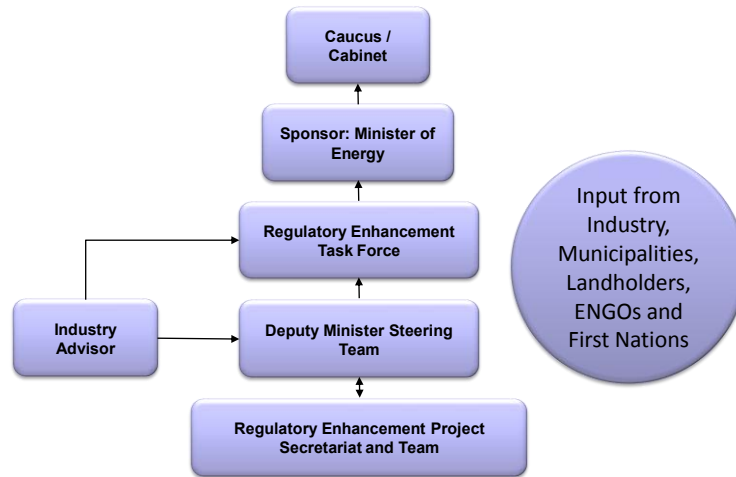 Caucus /
Cabinet
Sponsor: Minister of
Energy
Regulatory Enhancement
Task Force
Industry
Advisor
Deputy Minister Steering
Team
Regulatory Enhancement Project
Secretariat and Team
Input from
Industry,
Municipalities,
Landholders,
ENGOs and
First Nations